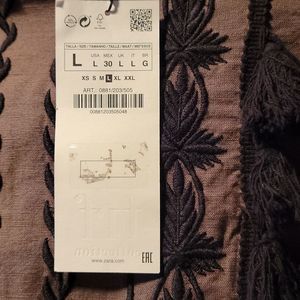 TALLA / SIZE / TAMANHO / TAILLE / MAAT / MISURA
L
USA MEX UK IT BR
L 30 L L G
XS S M L XL XXL
ART. 0881/203/505
00881203505048
www.zara.com
EAC